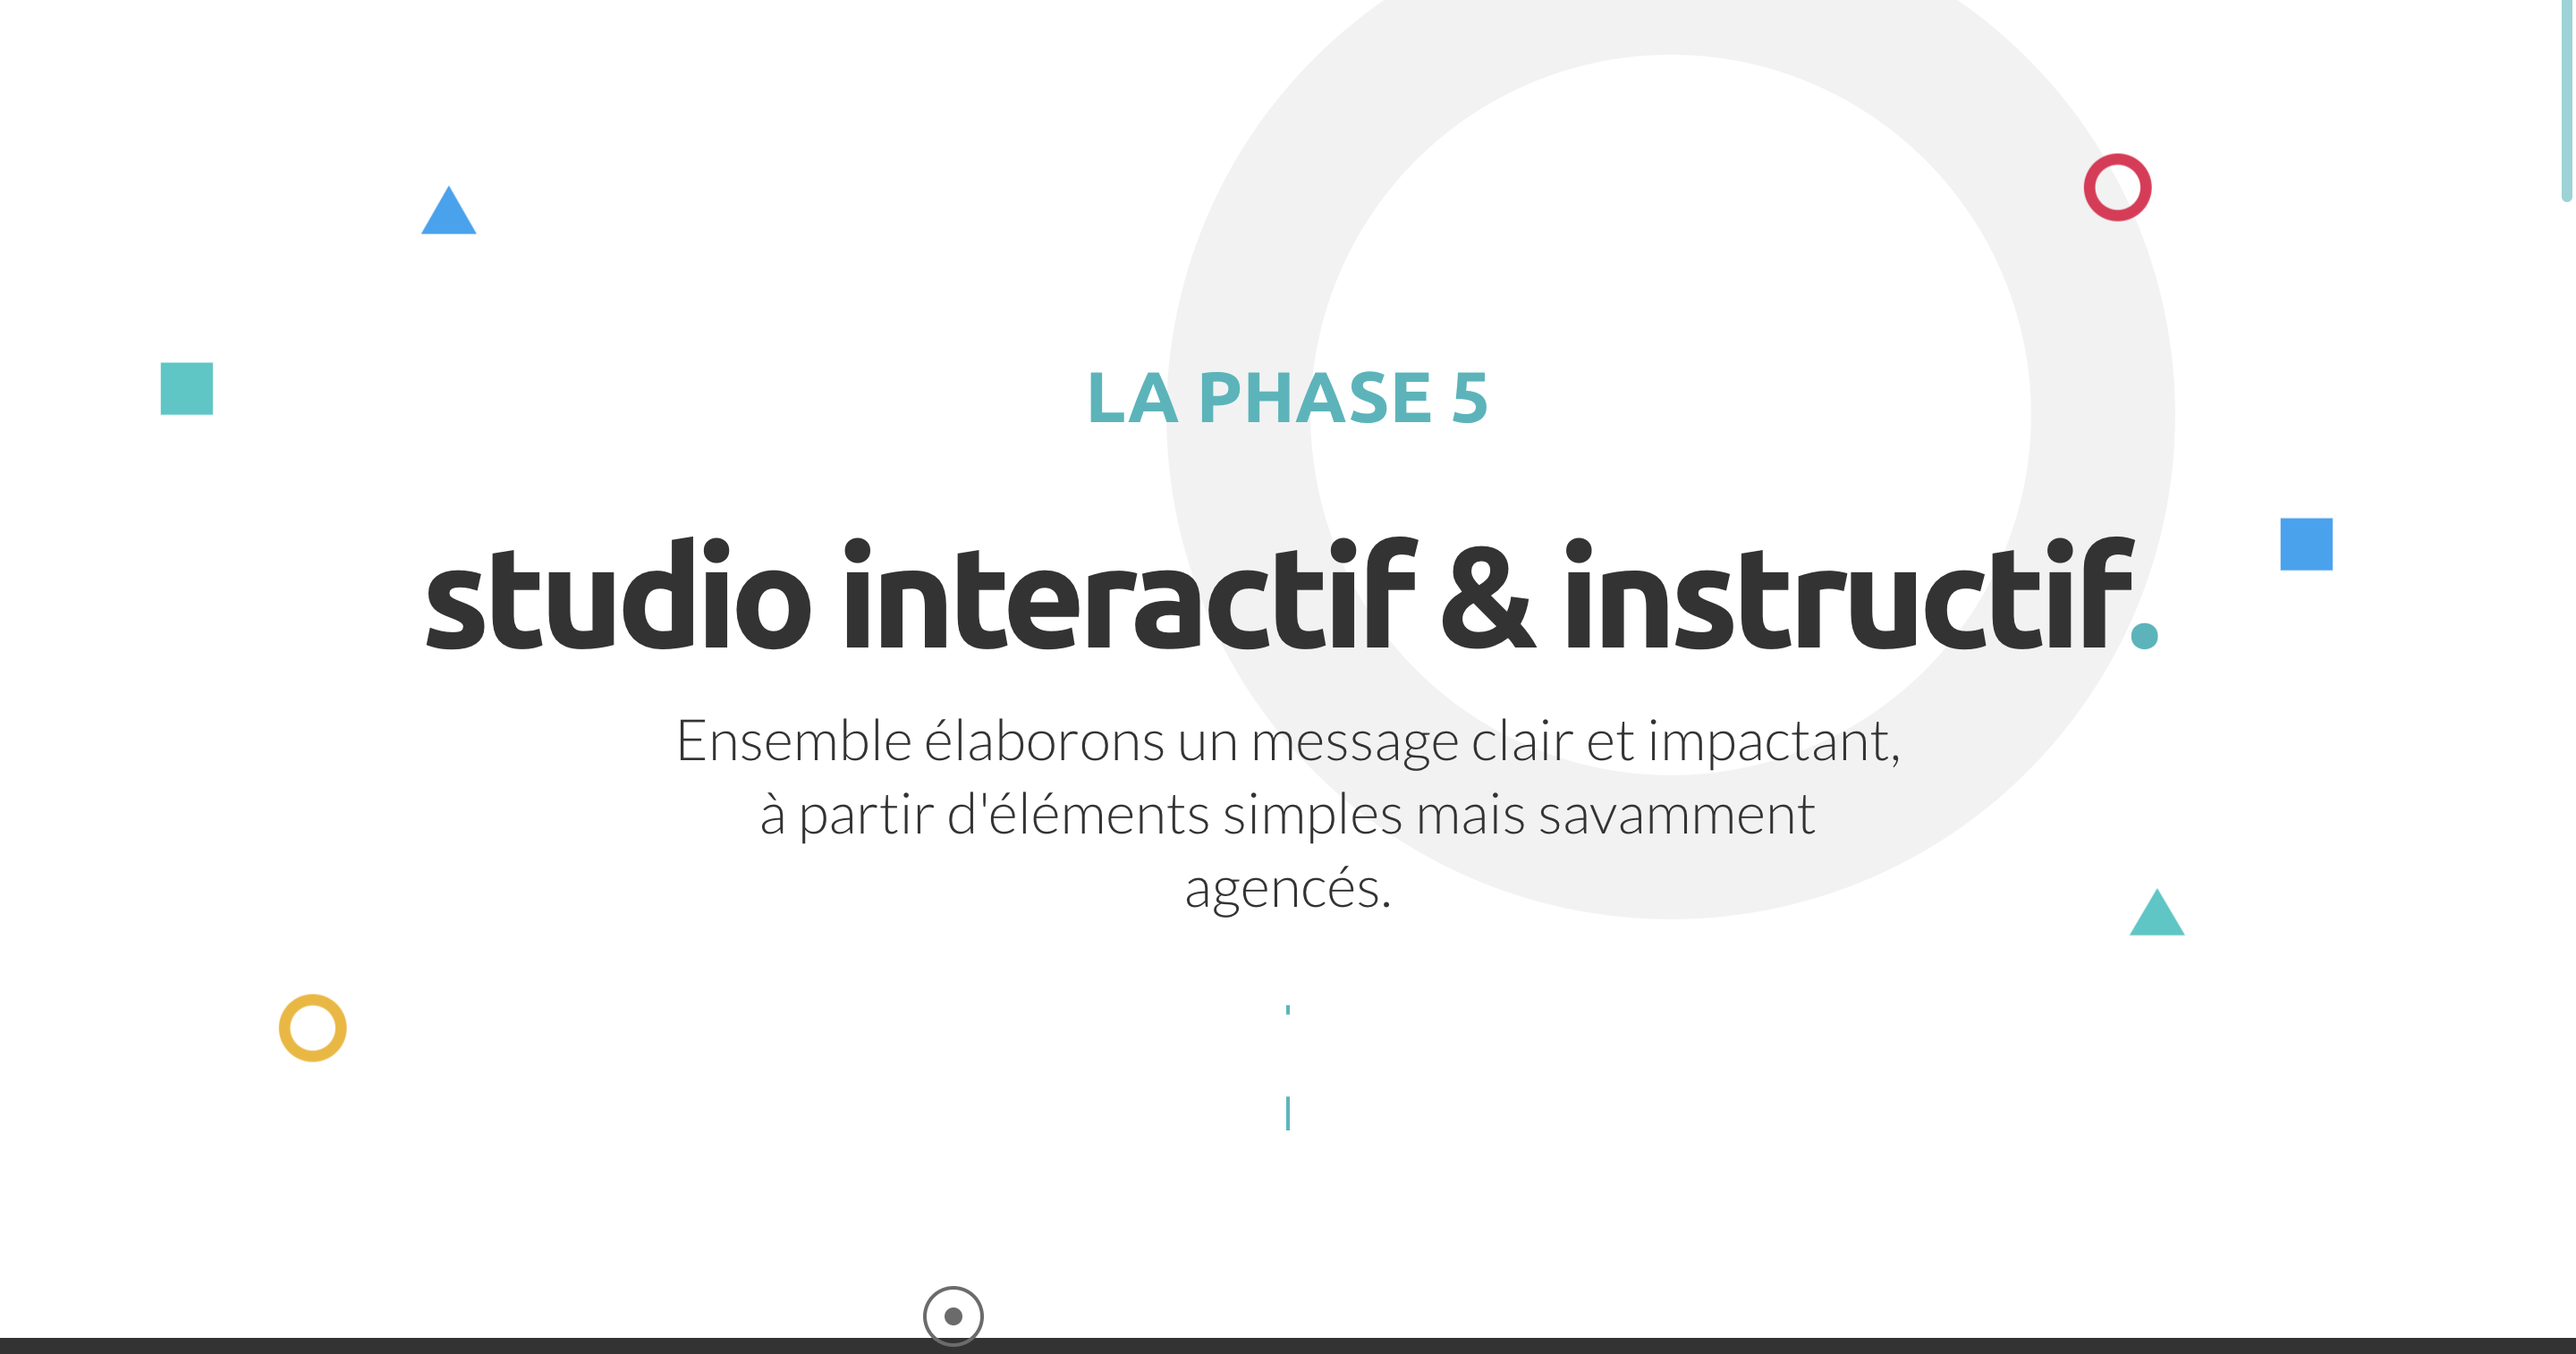 LA PHASE 5
studio interactif & instructif.
Ensemble élaborons un message clair et impactant,
à partir d'éléments simples mais savamment
agencés.